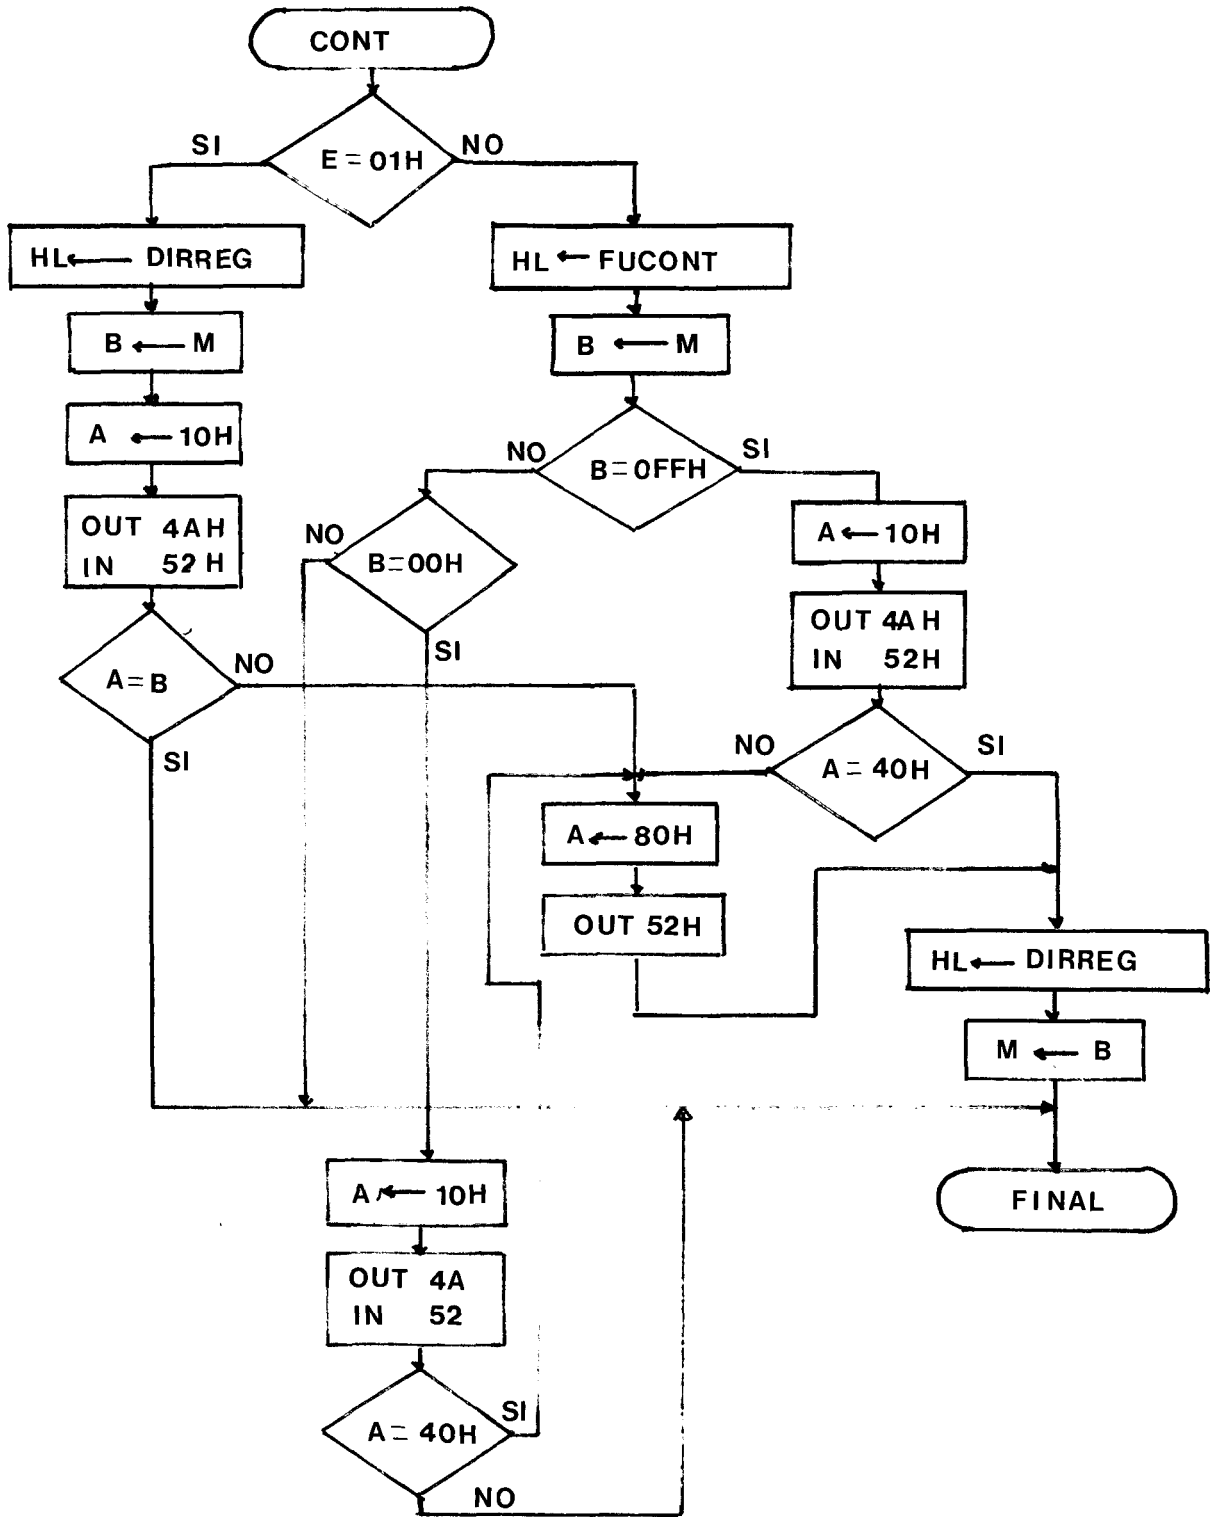 CONT
SI
NO
E = 01H
HL ← DIRREG
HL ← FUCONT
B ← M
B ← M
A ← 10H
NO
SI
B = 0FFH
OUT 4AH
IN 52H
NO
B = 00H
A ← 10H
SI
OUT 4AH
IN 52H
A = B
NO
SI
NO
SI
A = 40H
A ← 80H
OUT 52H
HL ← DIRREG
M ← B
A ← 10H
FINAL
OUT 4A
IN 52
A = 40H
SI
NO